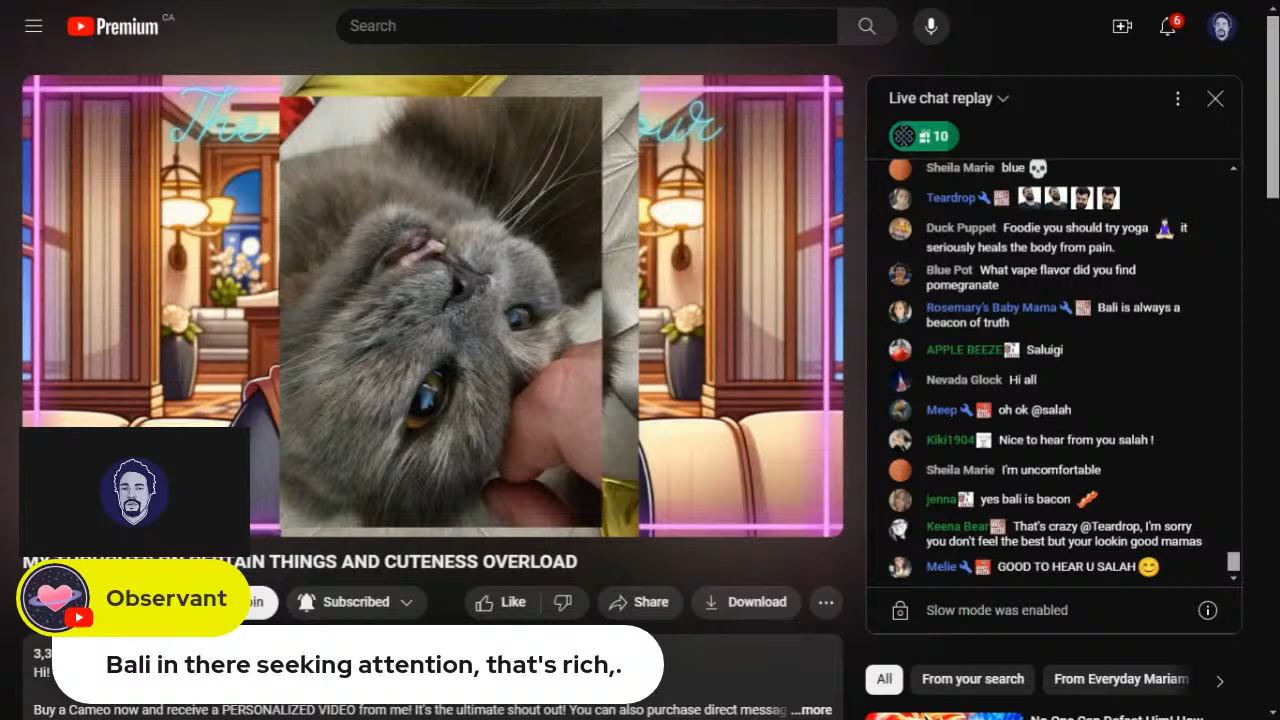 Premium CA
Search
6
The
our
Live chat replay
10
Sheila Marie blue
Teardrop
Duck Puppet Foodie you should try yoga it
seriously heals the body from pain.
Blue Pot What vape flavor did you find
pomegranate
Rosemary's Baby Mama Bali is always a
beacon of truth
APPLE BEEZE Saluigi
Nevada Glock Hi all
Meep oh ok @salah
Kiki1904 Nice to hear from you salah !
Sheila Marie I'm uncomfortable
jenna yes bali is bacon
Keena Bear That's crazy @Teardrop, I'm sorry
you don't feel the best but your lookin good mamas
Melie GOOD TO HEAR U SALAH
Slow mode was enabled
THINGS AND CUTENESS OVERLOAD
Subscribed
Like
Share
Download
Observant
Bali in there seeking attention, that's rich,.
3,3
Hi!
Buy a Cameo now and receive a PERSONALIZED VIDEO from me! It's the ultimate shout out! You can also purchase direct messag ...more
All
From your search
From Everyday Mariam